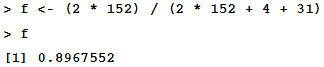 > f <- (2 * 152) / (2 * 152 + 4 + 31)
> f
[1] 0.8967552